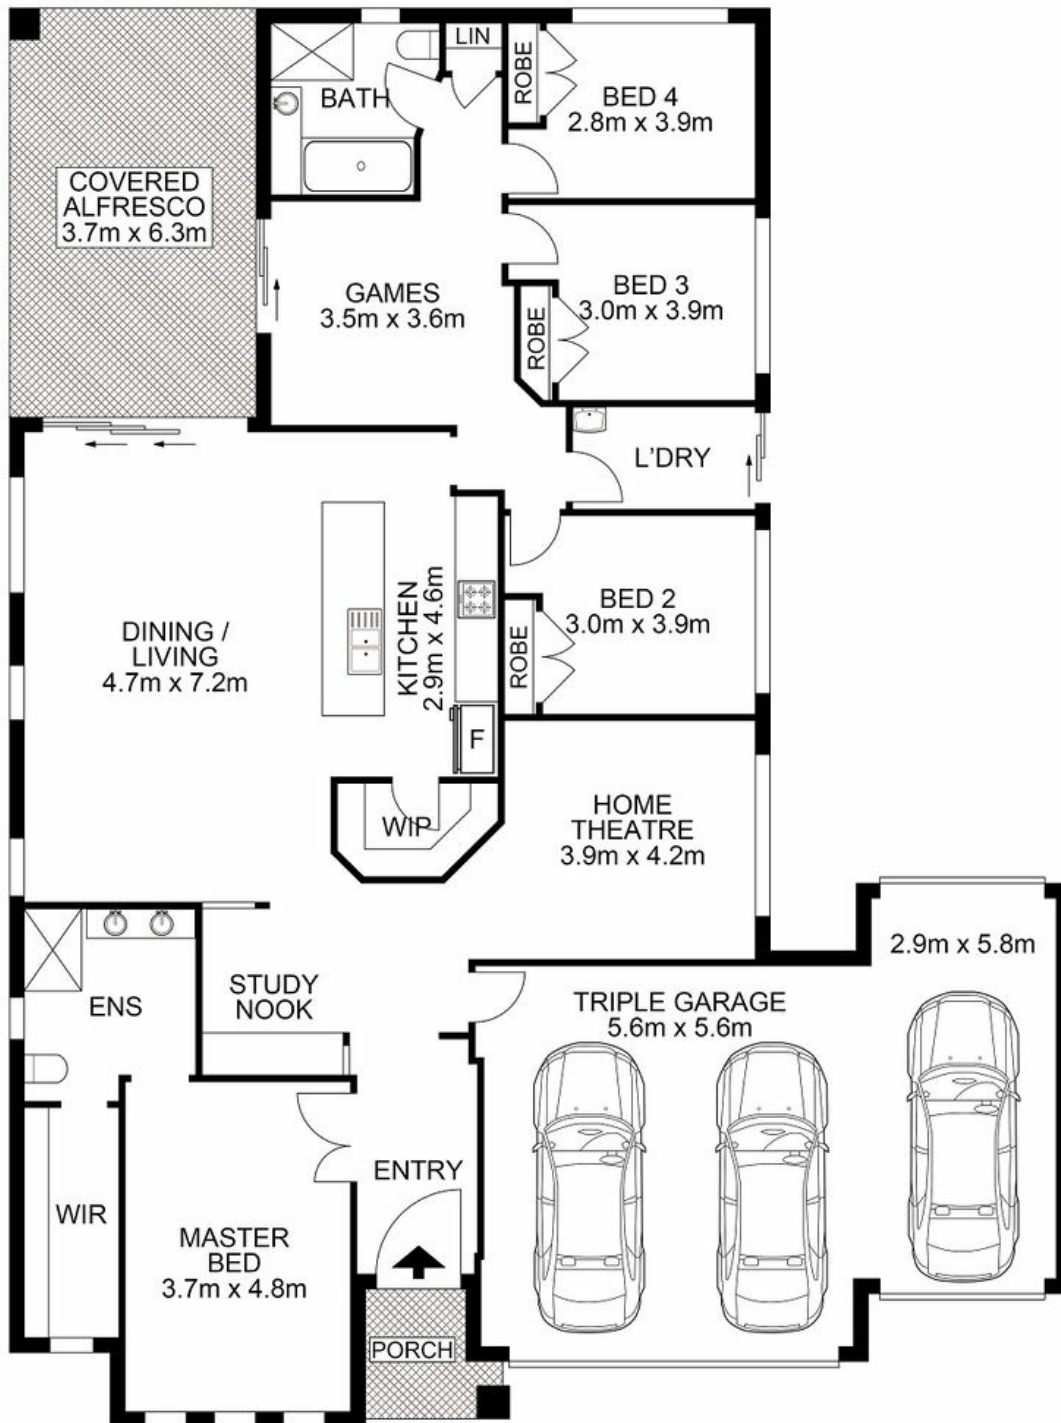 LIN
ROBE
BATH
BED 4
2.8m x 3.9m
COVERED
ALFRESCO
3.7m x 6.3m
GAMES
3.5m x 3.6m
BED 3
3.0m x 3.9m
ROBE
L'DRY
DINING /
LIVING
4.7m x 7.2m
KITCHEN
2.9m x 4.6m
BED 2
3.0m x 3.9m
ROBE
F
WIP
HOME
THEATRE
3.9m x 4.2m
2.9m x 5.8m
STUDY
NOOK
ENS
TRIPLE GARAGE
5.6m x 5.6m
ENTRY
WIR
MASTER
BED
3.7m x 4.8m
PORCH